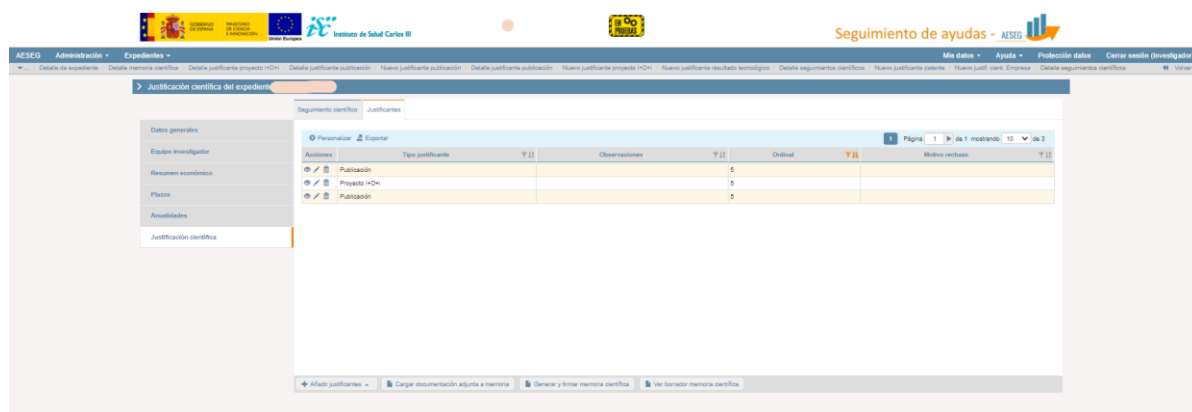 GOBIERNO DE ESPAÑA
MINISTERIO DE CIENCIA E INNOVACIÓN
Unión Europea
Instituto de Salud Carlos III
EN PRUEBAS
Seguimiento de ayudas - AESEG
AESEG Administración Expedientes Mis datos Ayuda Protección datos Cerrar sesión (Investigador
... Detalle de expediente Detalle memoria científica Detalle justificante proyecto I+D+i Detalle justificante publicación Nuevo justificante publicación Detalle justificante publicación Nuevo justificante proyecto I+D+i Nuevo justificante resultado tecnológico Detalle seguimientos científicos Nuevo justificante patente Nuevo justif. cient. Empresa Detalle seguimientos científicos Volver
Justificación científica del expediente
Seguimiento científico Justificantes
Datos generales
Equipo investigador
Resumen económico
Plazos
Anualidades
Justificación científica
Personalizar Exportar 1 Página 1 de 1 mostrando 10 de 3
Acciones Tipo justificante Observaciones Ordinal Motivo rechazo
Publicación 5
Proyecto I+D+i 5
Publicación 5
Añadir justificantes Cargar documentación adjunta a memoria Generar y firmar memoria científica Ver borrador memoria científica